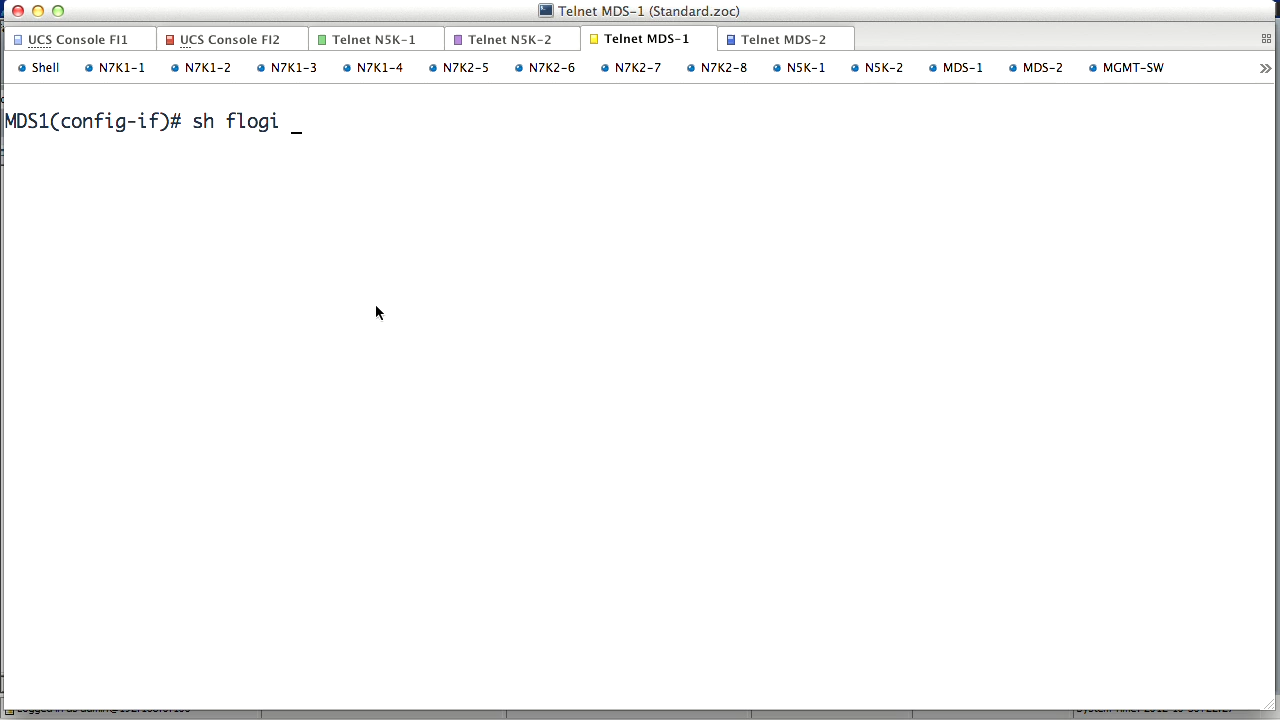 Telnet MDS-1 (Standard.zoc)
UCS Console FI1 UCS Console FI2 Telnet N5K-1 Telnet N5K-2 Telnet MDS-1 Telnet MDS-2
Shell N7K1-1 N7K1-2 N7K1-3 N7K1-4 N7K2-5 N7K2-6 N7K2-7 N7K2-8 N5K-1 N5K-2 MDS-1 MDS-2 MGMT-SW »
MDS1(config-if)# sh flogi _